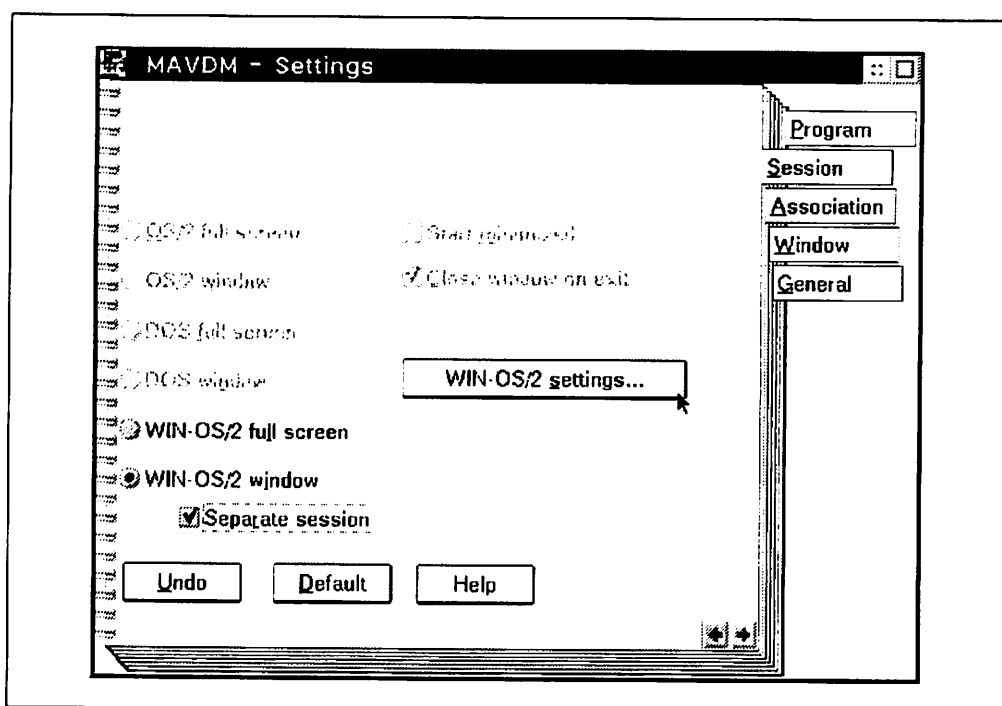 MAVDM - Settings
Program
Session
Association
Window
General
OS/2 full screen
Start minimized
OS/2 window
Close window on exit
DOS full screen
DOS window
WIN-OS/2 settings...
WIN-OS/2 full screen
WIN-OS/2 window
Separate session
Undo
Default
Help